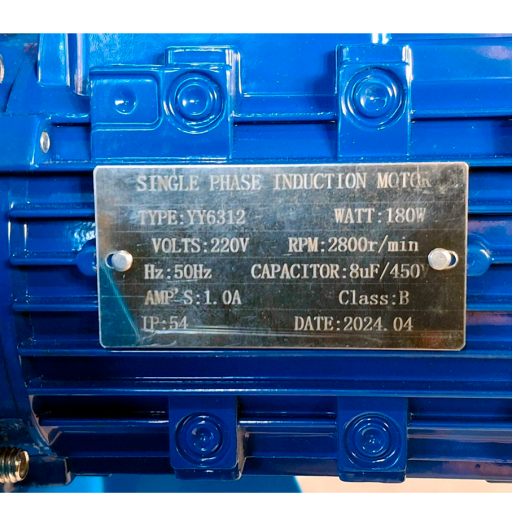 SINGLE PHASE INDUCTION MOTOR
TYPE:YY6312 WATT:180W
VOLTS:220V RPM:2800r/min
Hz:50Hz CAPACITOR:8uF/450V
AMP'S:1.0A Class:B
IP:54 DATE:2024.04